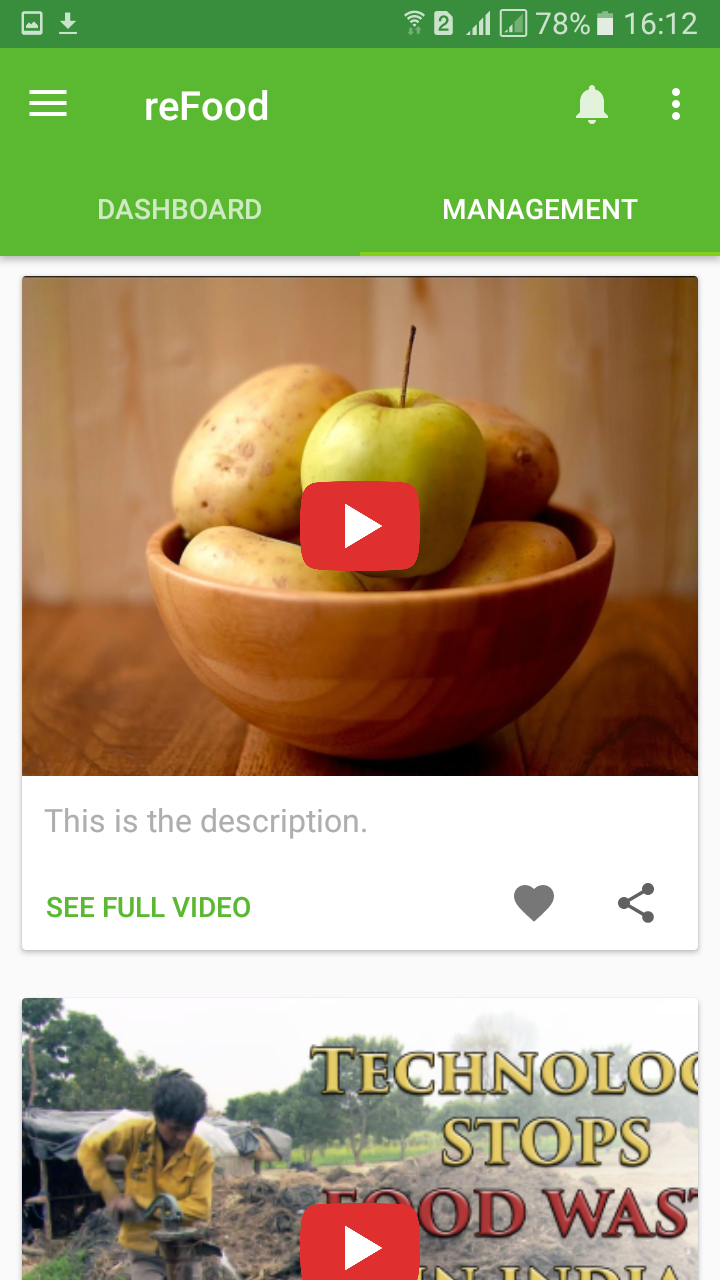 2 78% 16:12
reFood
DASHBOARD MANAGEMENT
This is the description.
SEE FULL VIDEO
TECHNOLOG
STOPS
FOOD WAST
IN INDIA